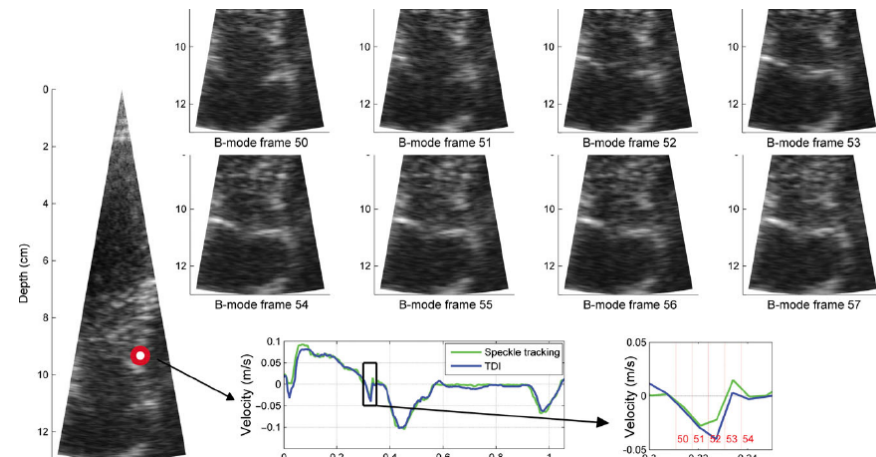 10
12
B-mode frame 50
10
12
B-mode frame 51
10
12
B-mode frame 52
10
12
B-mode frame 53
10
12
B-mode frame 54
10
12
B-mode frame 55
10
12
B-mode frame 56
10
12
B-mode frame 57
Depth (cm)
0
2
4
6
8
10
12
Velocity (m/s)
0.1
0.05
0
−0.05
−0.1
0
0.2
0.4
0.6
0.8
1
Speckle tracking
TDI
Velocity (m/s)
0.05
0
−0.05
50 51 52 53 54